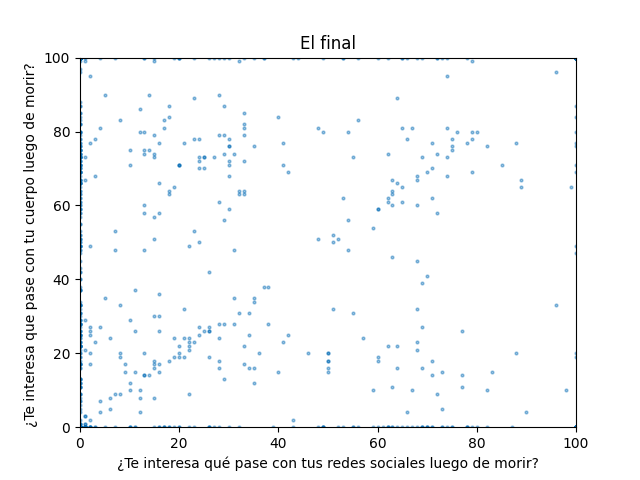 El final
¿Te interesa que pase con tu cuerpo luego de morir?
100
80
60
40
20
0
0 20 40 60 80 100
¿Te interesa qué pase con tus redes sociales luego de morir?